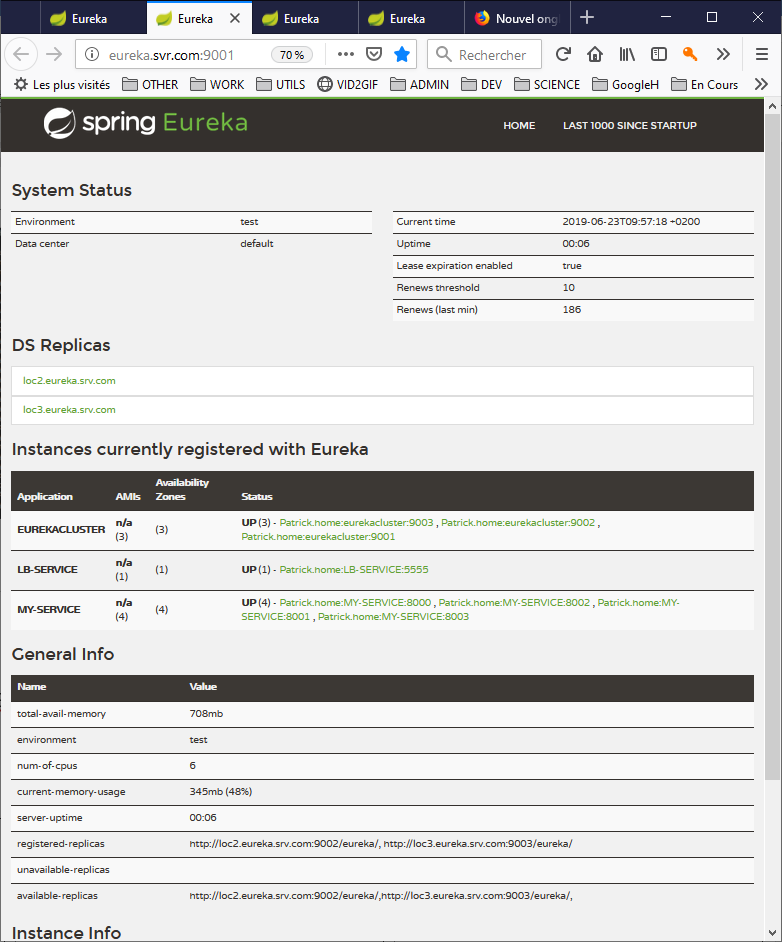 Eureka Eureka Eureka Eureka Nouvel ong
eureka.svr.com:9001 70 % Rechercher
Les plus visités OTHER WORK UTILS VID2GIF ADMIN DEV SCIENCE GoogleH En Cours
spring Eureka HOME LAST 1000 SINCE STARTUP
System Status
Environment test Current time 2019-06-23T09:57:18 +0200
Data center default Uptime 00:06
Lease expiration enabled true
Renews threshold 10
Renews (last min) 186
DS Replicas
loc2.eureka.srv.com
loc3.eureka.srv.com
Instances currently registered with Eureka
Application AMIs Availability Zones Status
EUREKACLUSTER n/a (3) (3) UP (3) - Patrick.home:eurekacluster:9003 , Patrick.home:eurekacluster:9002 ,
Patrick.home:eurekacluster:9001
LB-SERVICE n/a (1) (1) UP (1) - Patrick.home:LB-SERVICE:5555
MY-SERVICE n/a (4) (4) UP (4) - Patrick.home:MY-SERVICE:8000 , Patrick.home:MY-SERVICE:8002 , Patrick.home:MY-
SERVICE:8001 , Patrick.home:MY-SERVICE:8003
General Info
Name Value
total-avail-memory 708mb
environment test
num-of-cpus 6
current-memory-usage 345mb (48%)
server-uptime 00:06
registered-replicas http://loc2.eureka.srv.com:9002/eureka/, http://loc3.eureka.srv.com:9003/eureka/
unavailable-replicas
available-replicas http://loc2.eureka.srv.com:9002/eureka/,http://loc3.eureka.srv.com:9003/eureka/,
Instance Info